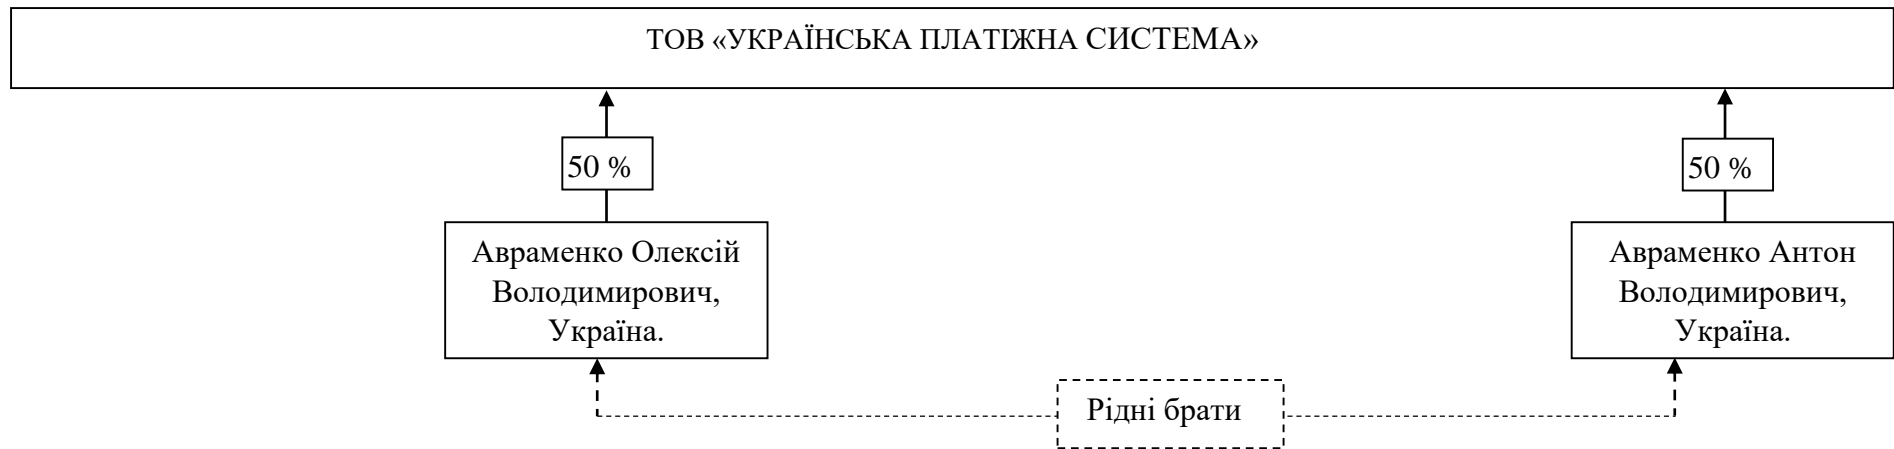 ТОВ «УКРАЇНСЬКА ПЛАТІЖНА СИСТЕМА»
50 %
50 %
Авраменко Олексій
Володимирович,
Україна.
Авраменко Антон
Володимирович,
Україна.
Рідні брати